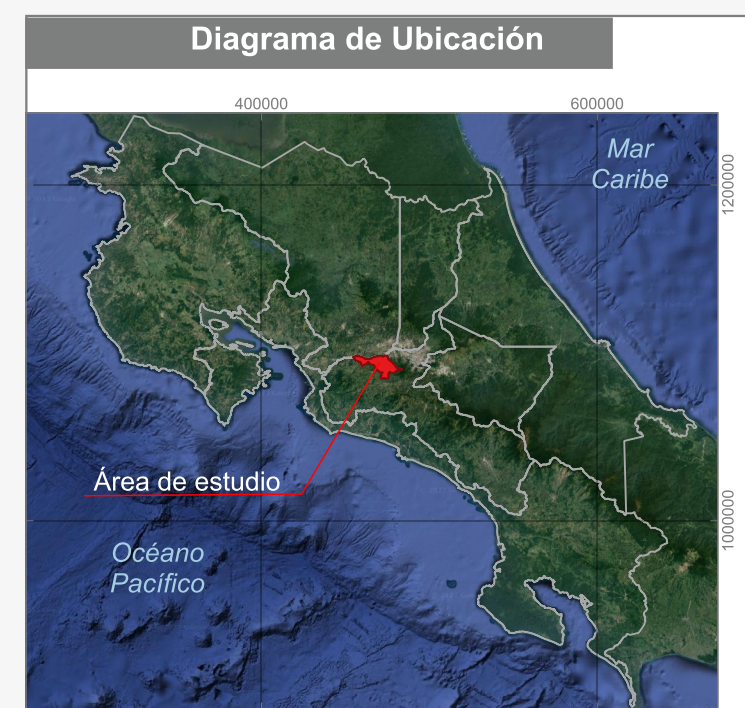 Diagrama de Ubicación
400000
600000
Mar
Caribe
1200000
Área de estudio
1000000
Océano
Pacífico